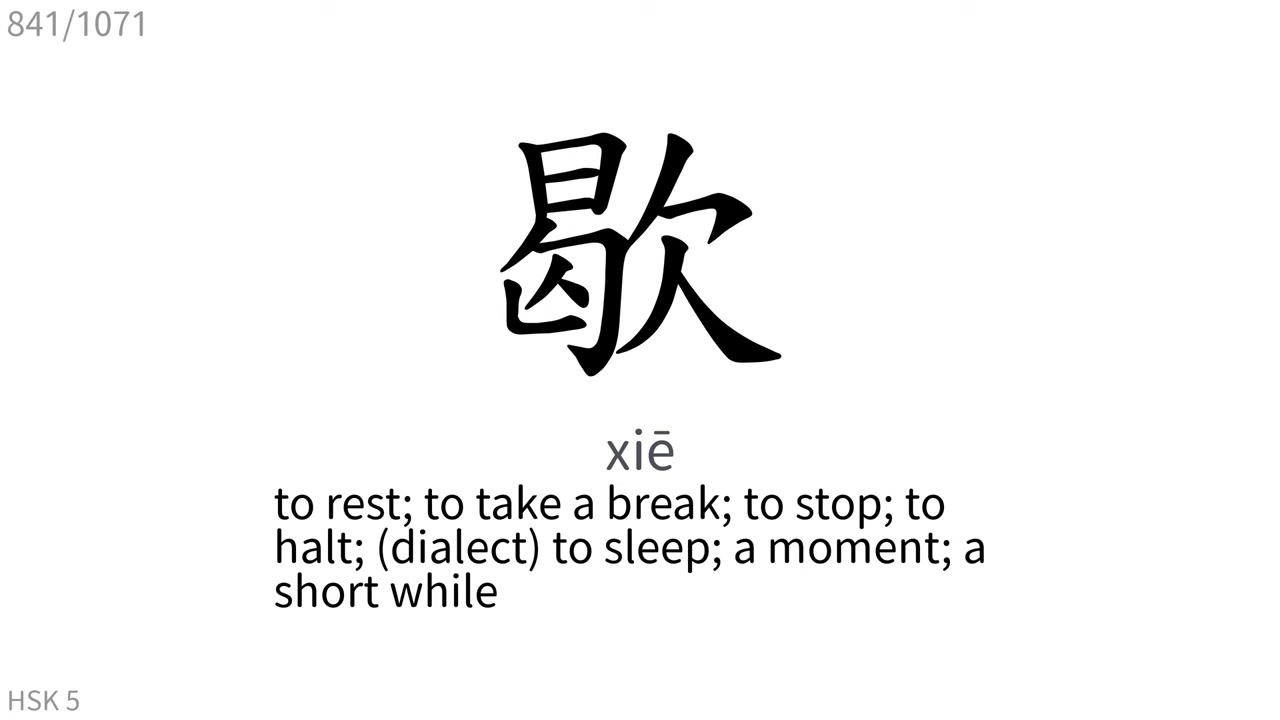 841/1071
歇
xiē
to rest; to take a break; to stop; to
halt; (dialect) to sleep; a moment; a
short while
HSK 5